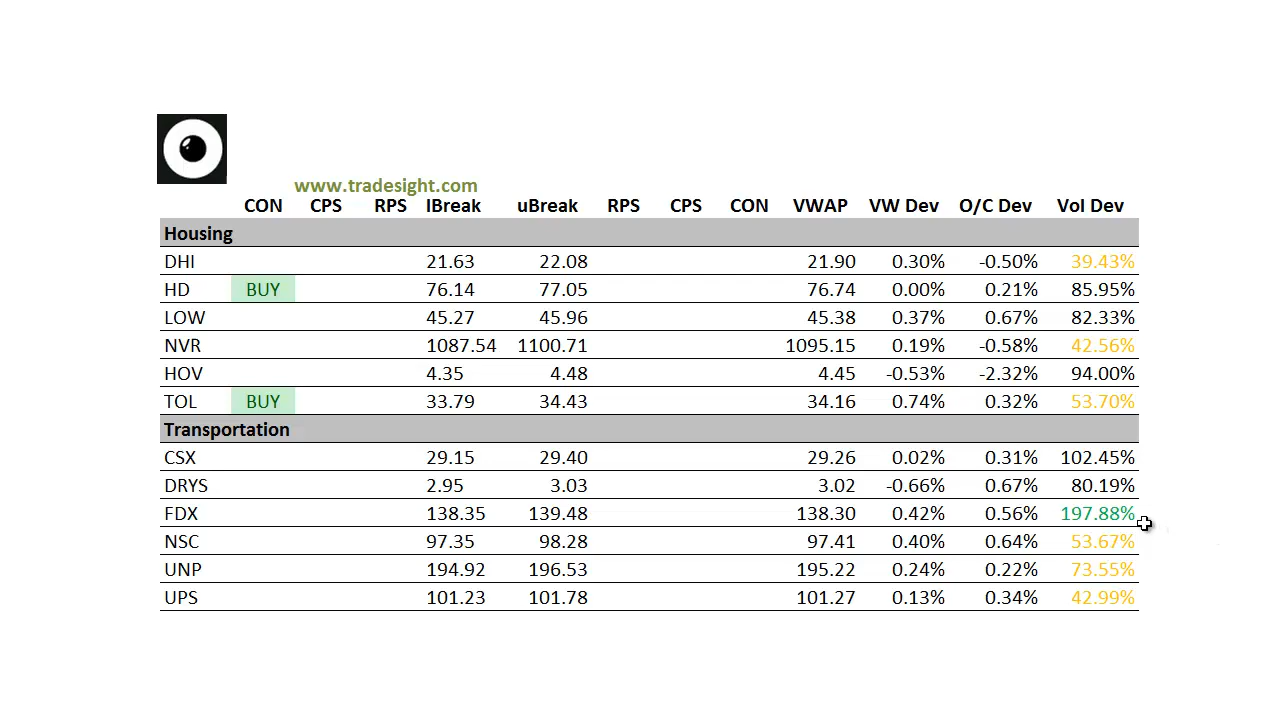 www.tradesight.com
CON CPS RPS lBreak uBreak RPS CPS CON VWAP VW Dev O/C Dev Vol Dev
Housing
DHI 21.63 22.08 21.90 0.30% -0.50% 39.43%
HD BUY 76.14 77.05 76.74 0.00% 0.21% 85.95%
LOW 45.27 45.96 45.38 0.37% 0.67% 82.33%
NVR 1087.54 1100.71 1095.15 0.19% -0.58% 42.56%
HOV 4.35 4.48 4.45 -0.53% -2.32% 94.00%
TOL BUY 33.79 34.43 34.16 0.74% 0.32% 53.70%
Transportation
CSX 29.15 29.40 29.26 0.02% 0.31% 102.45%
DRYS 2.95 3.03 3.02 -0.66% 0.67% 80.19%
FDX 138.35 139.48 138.30 0.42% 0.56% 197.88%
NSC 97.35 98.28 97.41 0.40% 0.64% 53.67%
UNP 194.92 196.53 195.22 0.24% 0.22% 73.55%
UPS 101.23 101.78 101.27 0.13% 0.34% 42.99%